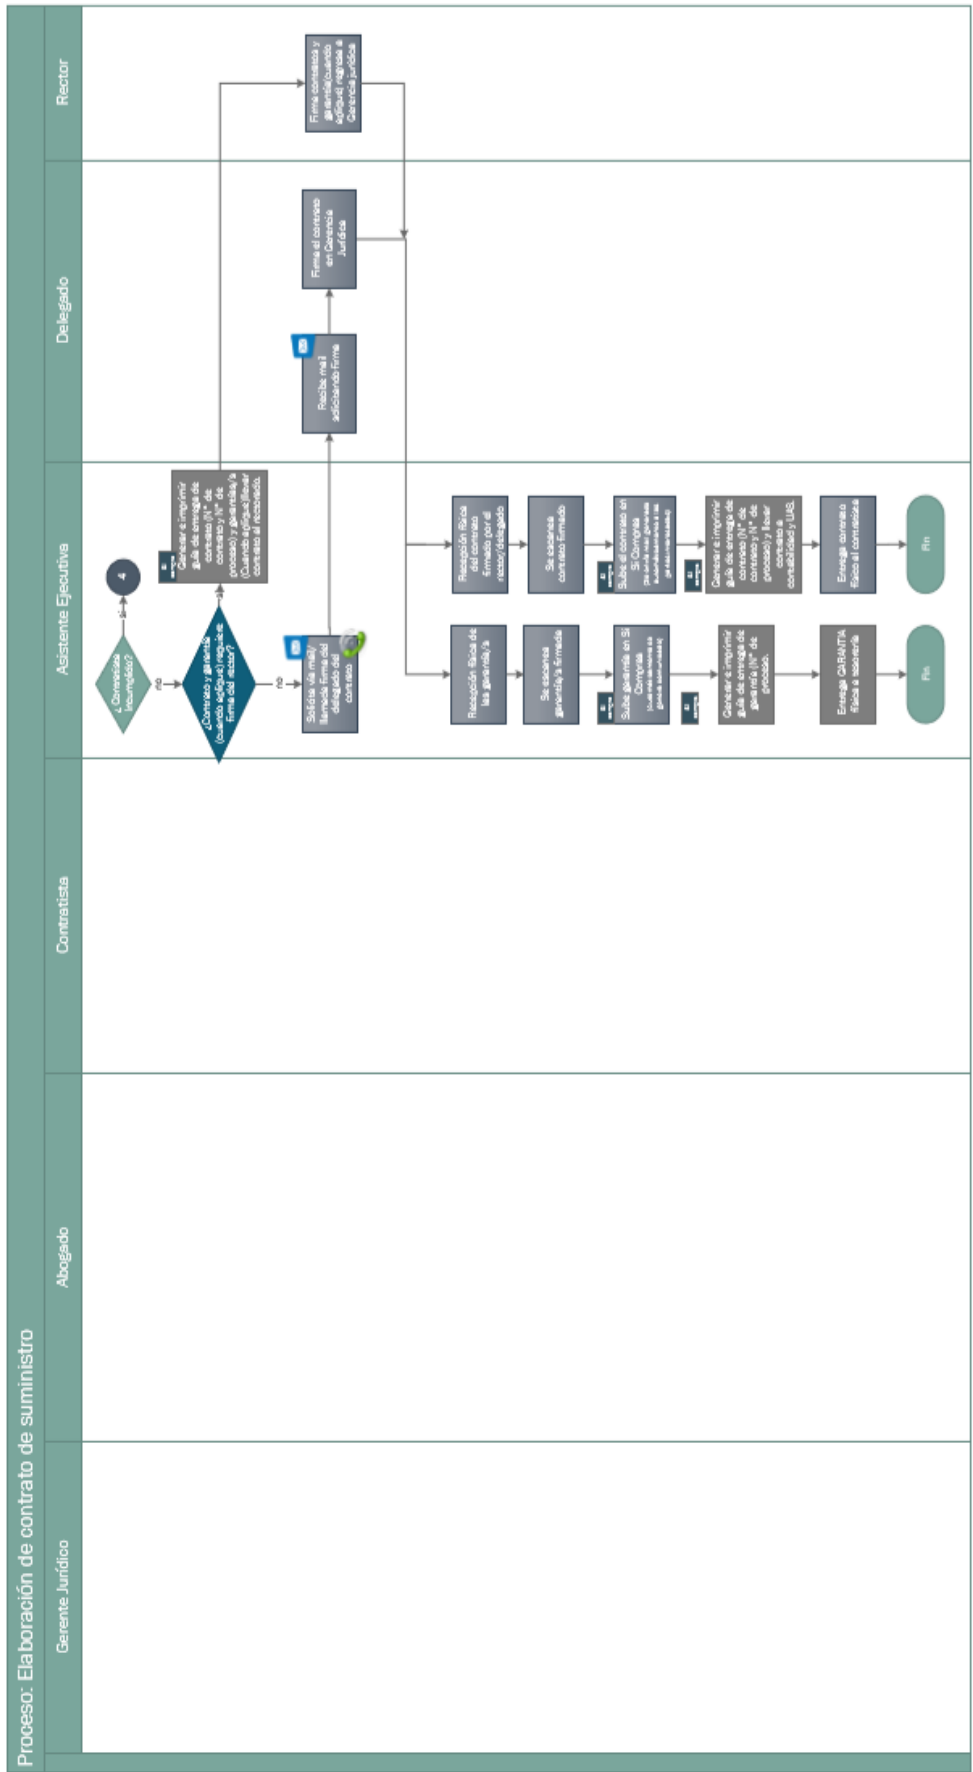 Proceso: Elaboración de contrato de suministro
Gerente Jurídico
Abogado
Contratista
Asistente Ejecutiva
Delegado
Rector
¿Contratista
incumplido?
si
4
no
¿Contrato y garantía
(cuando aplique) requiere
firma del rector?
si
no
Generar e imprimir
guía de entrega de
contrato (N° de
contrato y N° de
proceso) y garantía/s
(Cuando aplique) llevar
contrato al rectorado.
Firma contratos y
garantía (cuando
aplique) regresa a
Gerencia jurídica
Solicita vía mail/
llamada firma del
delegado del
contrato
Recibe mail
solicitando firma
Firma el contrato
en Gerencia
Jurídica
Recepción física de
las garantía/s
Se escanea
garantía/s firmada
Sube garantía en Si
Compras
Generar e imprimir
guía de entrega de
garantía (N° de
proceso.
Entrega GARANTIA
física a tesorería
Fin
Recepción física
del contrato
firmado por el
rector/delegado
Se escanea
contrato firmado
Sube el contrato en
Si Compras
Generar e imprimir
guía de entrega de
contrato (N° de
contrato y N° de
proceso) y llevar
contrato a
contabilidad y UAS.
Entrega contrato
físico al contratista
Fin